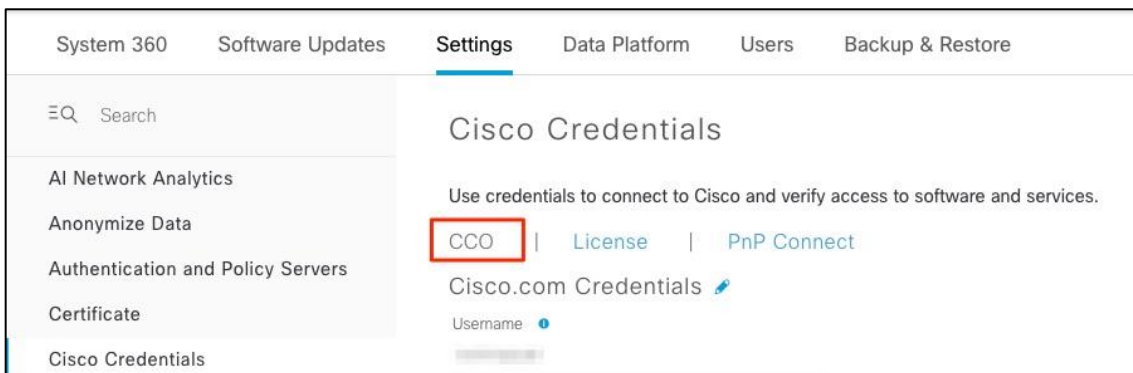 System 360 Software Updates Settings Data Platform Users Backup & Restore
Search
AI Network Analytics
Anonymize Data
Authentication and Policy Servers
Certificate
Cisco Credentials
Cisco Credentials
Use credentials to connect to Cisco and verify access to software and services.
CCO | License | PnP Connect
Cisco.com Credentials
Username